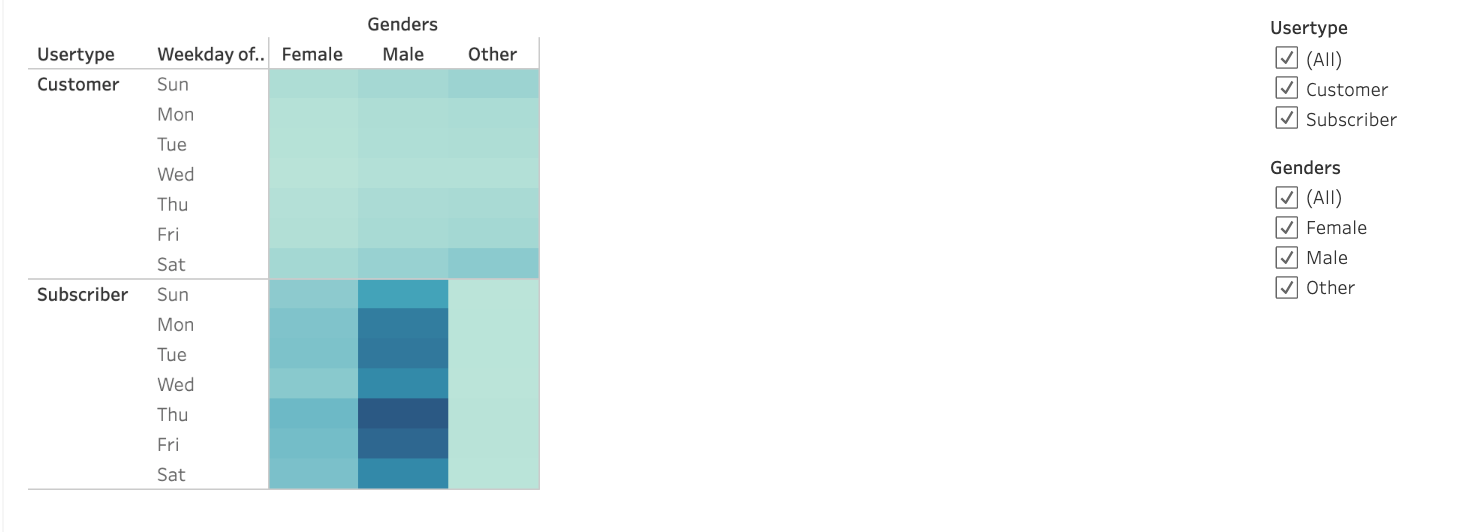 Genders
Usertype Weekday of.. Female Male Other
Customer Sun
Mon
Tue
Wed
Thu
Fri
Sat
Subscriber Sun
Mon
Tue
Wed
Thu
Fri
Sat
Usertype
(All)
Customer
Subscriber
Genders
(All)
Female
Male
Other